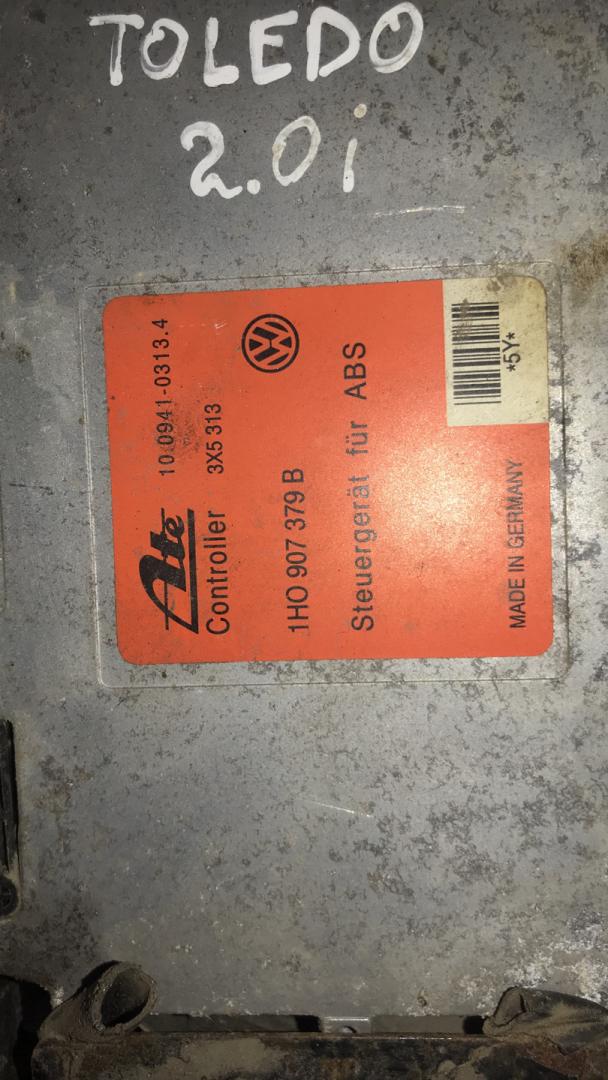 TOLEDO
2.0i
Ate 10.0941-0313.4
Controller 3X5 313
1HO 907 379 B
Steuergerät für ABS
*5Y*
MADE IN GERMANY